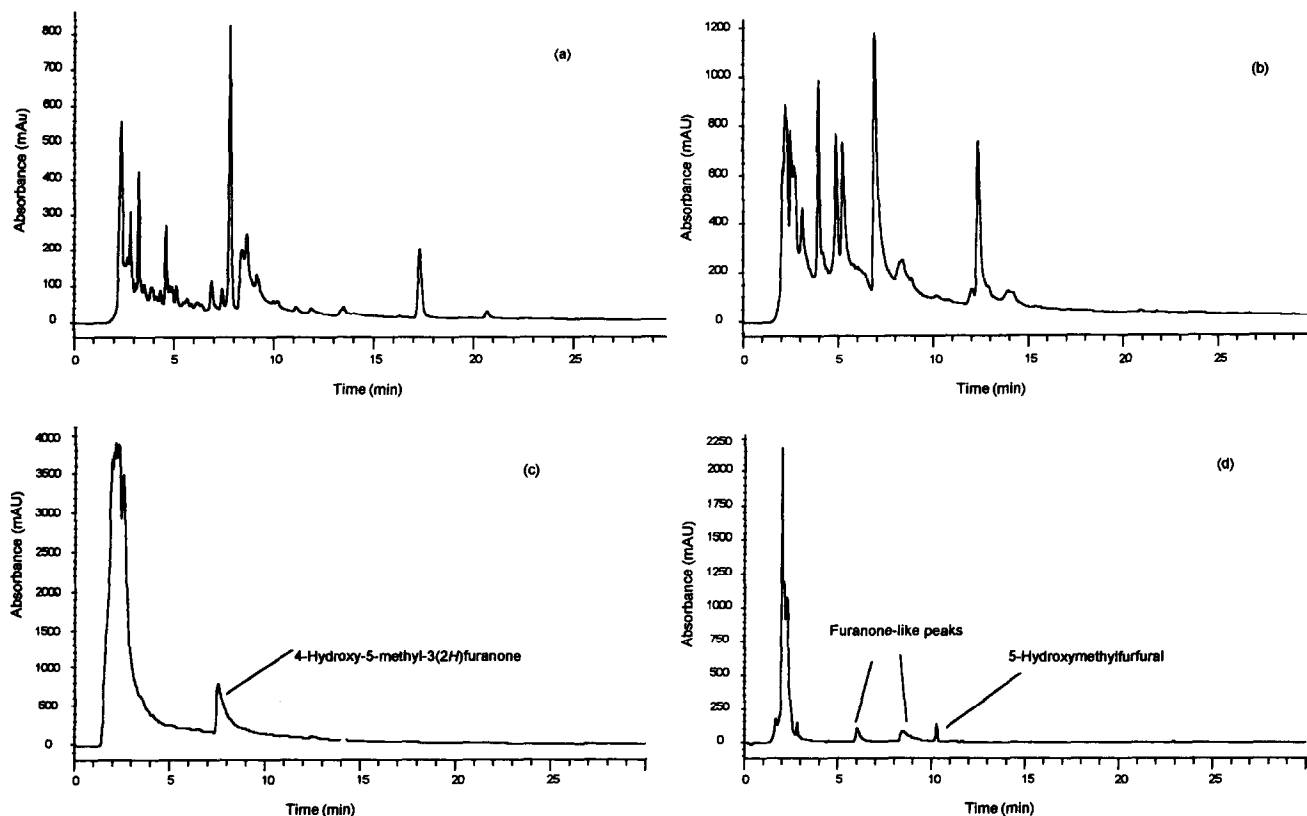 (a)
Absorbance (mAu)
800
700
600
500
400
300
200
100
0
0 5 10 15 20 25
Time (min)
(b)
Absorbance (mAU)
1200
1000
800
600
400
200
0
0 5 10 15 20 25
Time (min)
(c)
Absorbance (mAU)
4000
3500
3000
2500
2000
1500
1000
500
0
4-Hydroxy-5-methyl-3(2H)furanone
0 5 10 15 20 25
Time (min)
(d)
Absorbance (mAU)
2250
2000
1750
1500
1250
1000
750
500
250
0
Furanone-like peaks
5-Hydroxymethylfurfural
0 5 10 15 20 25
Time (min)